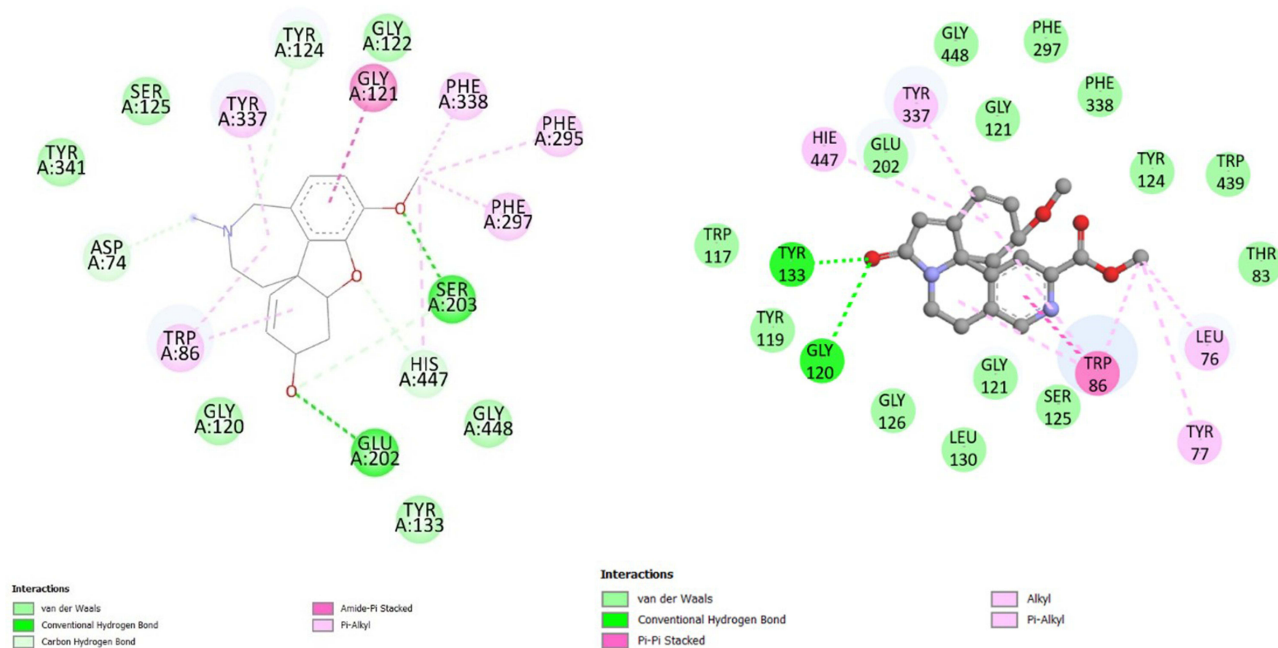 TYR
A:124
GLY
A:122
SER
A:125
TYR
A:337
GLY
A:121
PHE
A:338
PHE
A:295
TYR
A:341
PHE
A:297
ASP
A:74
N
O
O
SER
A:203
TRP
A:86
HIS
A:447
O
GLY
A:120
GLY
A:448
GLU
A:202
TYR
A:133
Interactions
van der Waals
Conventional Hydrogen Bond
Carbon Hydrogen Bond
Amide-Pi Stacked
Pi-Alkyl
GLY
448
PHE
297
TYR
337
PHE
338
GLY
121
HIE
447
GLU
202
TYR
124
TRP
439
TRP
117
TYR
133
THR
83
TYR
119
GLY
120
LEU
76
TRP
86
GLY
121
SER
125
GLY
126
LEU
130
TYR
77
Interactions
van der Waals
Conventional Hydrogen Bond
Pi-Pi Stacked
Alkyl
Pi-Alkyl